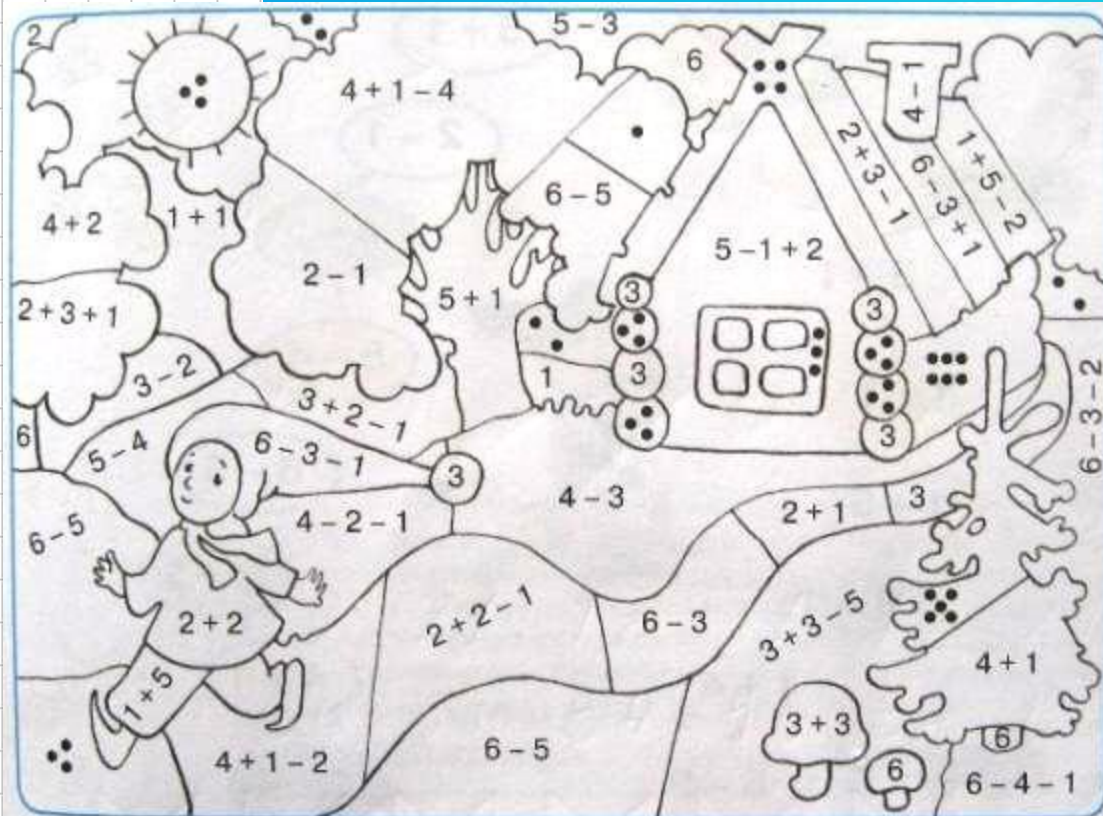 2
5 – 3
6
4 + 1 – 4
4 – 1
2 + 3 – 1
6 – 3 + 1
1 + 5 – 2
4 + 2
1 + 1
6 – 5
5 – 1 + 2
2 – 1
5 + 1
3
3
2 + 3 + 1
3 – 2
1
3
6 – 3 – 2
3 + 2 – 1
6
5 – 4
6 – 3 – 1
3
3
4 – 3
2 + 1
3
4 – 2 – 1
6 – 5
2 + 2
2 + 2 – 1
6 – 3
3 + 3 – 5
4 + 1
1 + 5
3 + 3
6
4 + 1 – 2
6 – 5
6
6 – 4 – 1